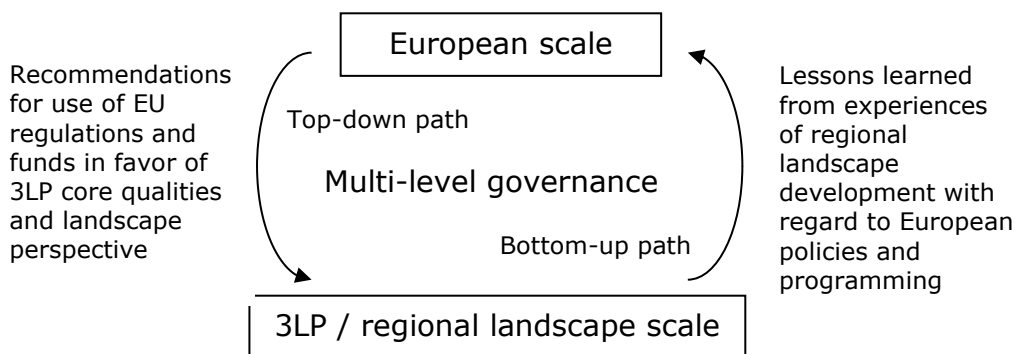 European scale
Recommendations
for use of EU
regulations and
funds in favor of
3LP core qualities
and landscape
perspective
Top-down path
Multi-level governance
Bottom-up path
Lessons learned
from experiences
of regional
landscape
development with
regard to European
policies and
programming
3LP / regional landscape scale